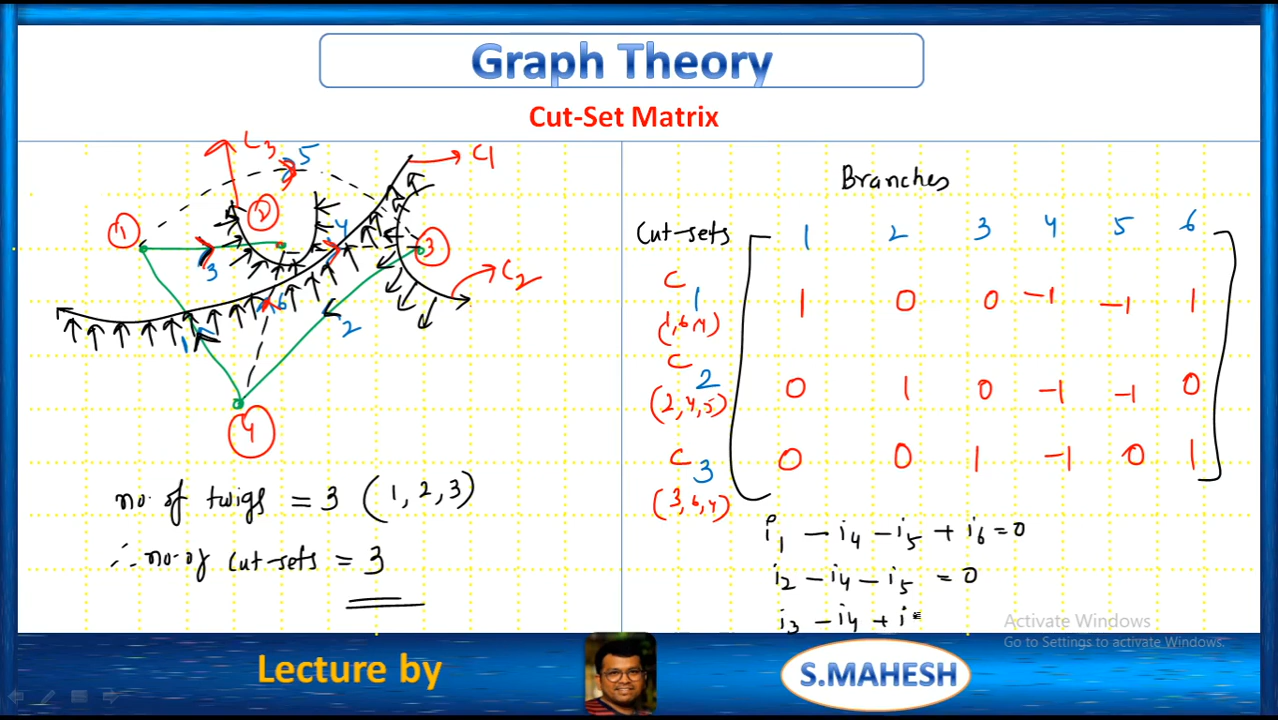 Graph Theory
Cut-Set Matrix
C3
5
C1
1
2
4
3
3
6
C2
1
2
4
no. of twigs = 3 (1, 2, 3)
∴ no. of cut-sets = 3
Branches
Cut-sets 1 2 3 4 5 6
C1 1 0 0 -1 -1 1
(1,6,4)
C2 0 1 0 -1 -1 0
(2,4,5)
C3 0 0 1 -1 0 1
(3,6,4)
i1 - i4 - i5 + i6 = 0
i2 - i4 - i5 = 0
i3 - i4 + i
Activate Windows
Go to Settings to activate Windows.
Lecture by
S.MAHESH